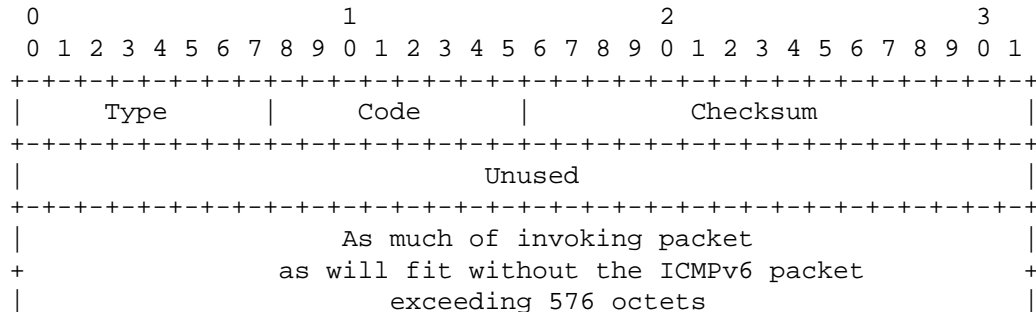 0                   1                   2                   3
 0 1 2 3 4 5 6 7 8 9 0 1 2 3 4 5 6 7 8 9 0 1 2 3 4 5 6 7 8 9 0 1
+-+-+-+-+-+-+-+-+-+-+-+-+-+-+-+-+-+-+-+-+-+-+-+-+-+-+-+-+-+-+-+-+
|     Type      |     Code      |          Checksum             |
+-+-+-+-+-+-+-+-+-+-+-+-+-+-+-+-+-+-+-+-+-+-+-+-+-+-+-+-+-+-+-+-+
|                             Unused                            |
+-+-+-+-+-+-+-+-+-+-+-+-+-+-+-+-+-+-+-+-+-+-+-+-+-+-+-+-+-+-+-+-+
|                    As much of invoking packet                 |
+                as will fit without the ICMPv6 packet          +
|                       exceeding 576 octets                    |